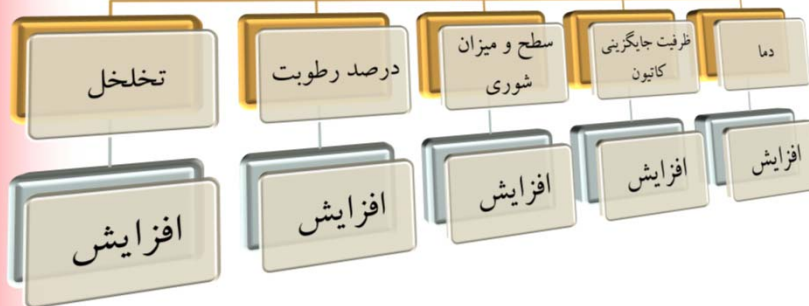 دما
ظرفیت جایگزینی
کاتیون
سطح و میزان
شوری
درصد رطوبت
تخلخل
افزایش
افزایش
افزایش
افزایش
افزایش